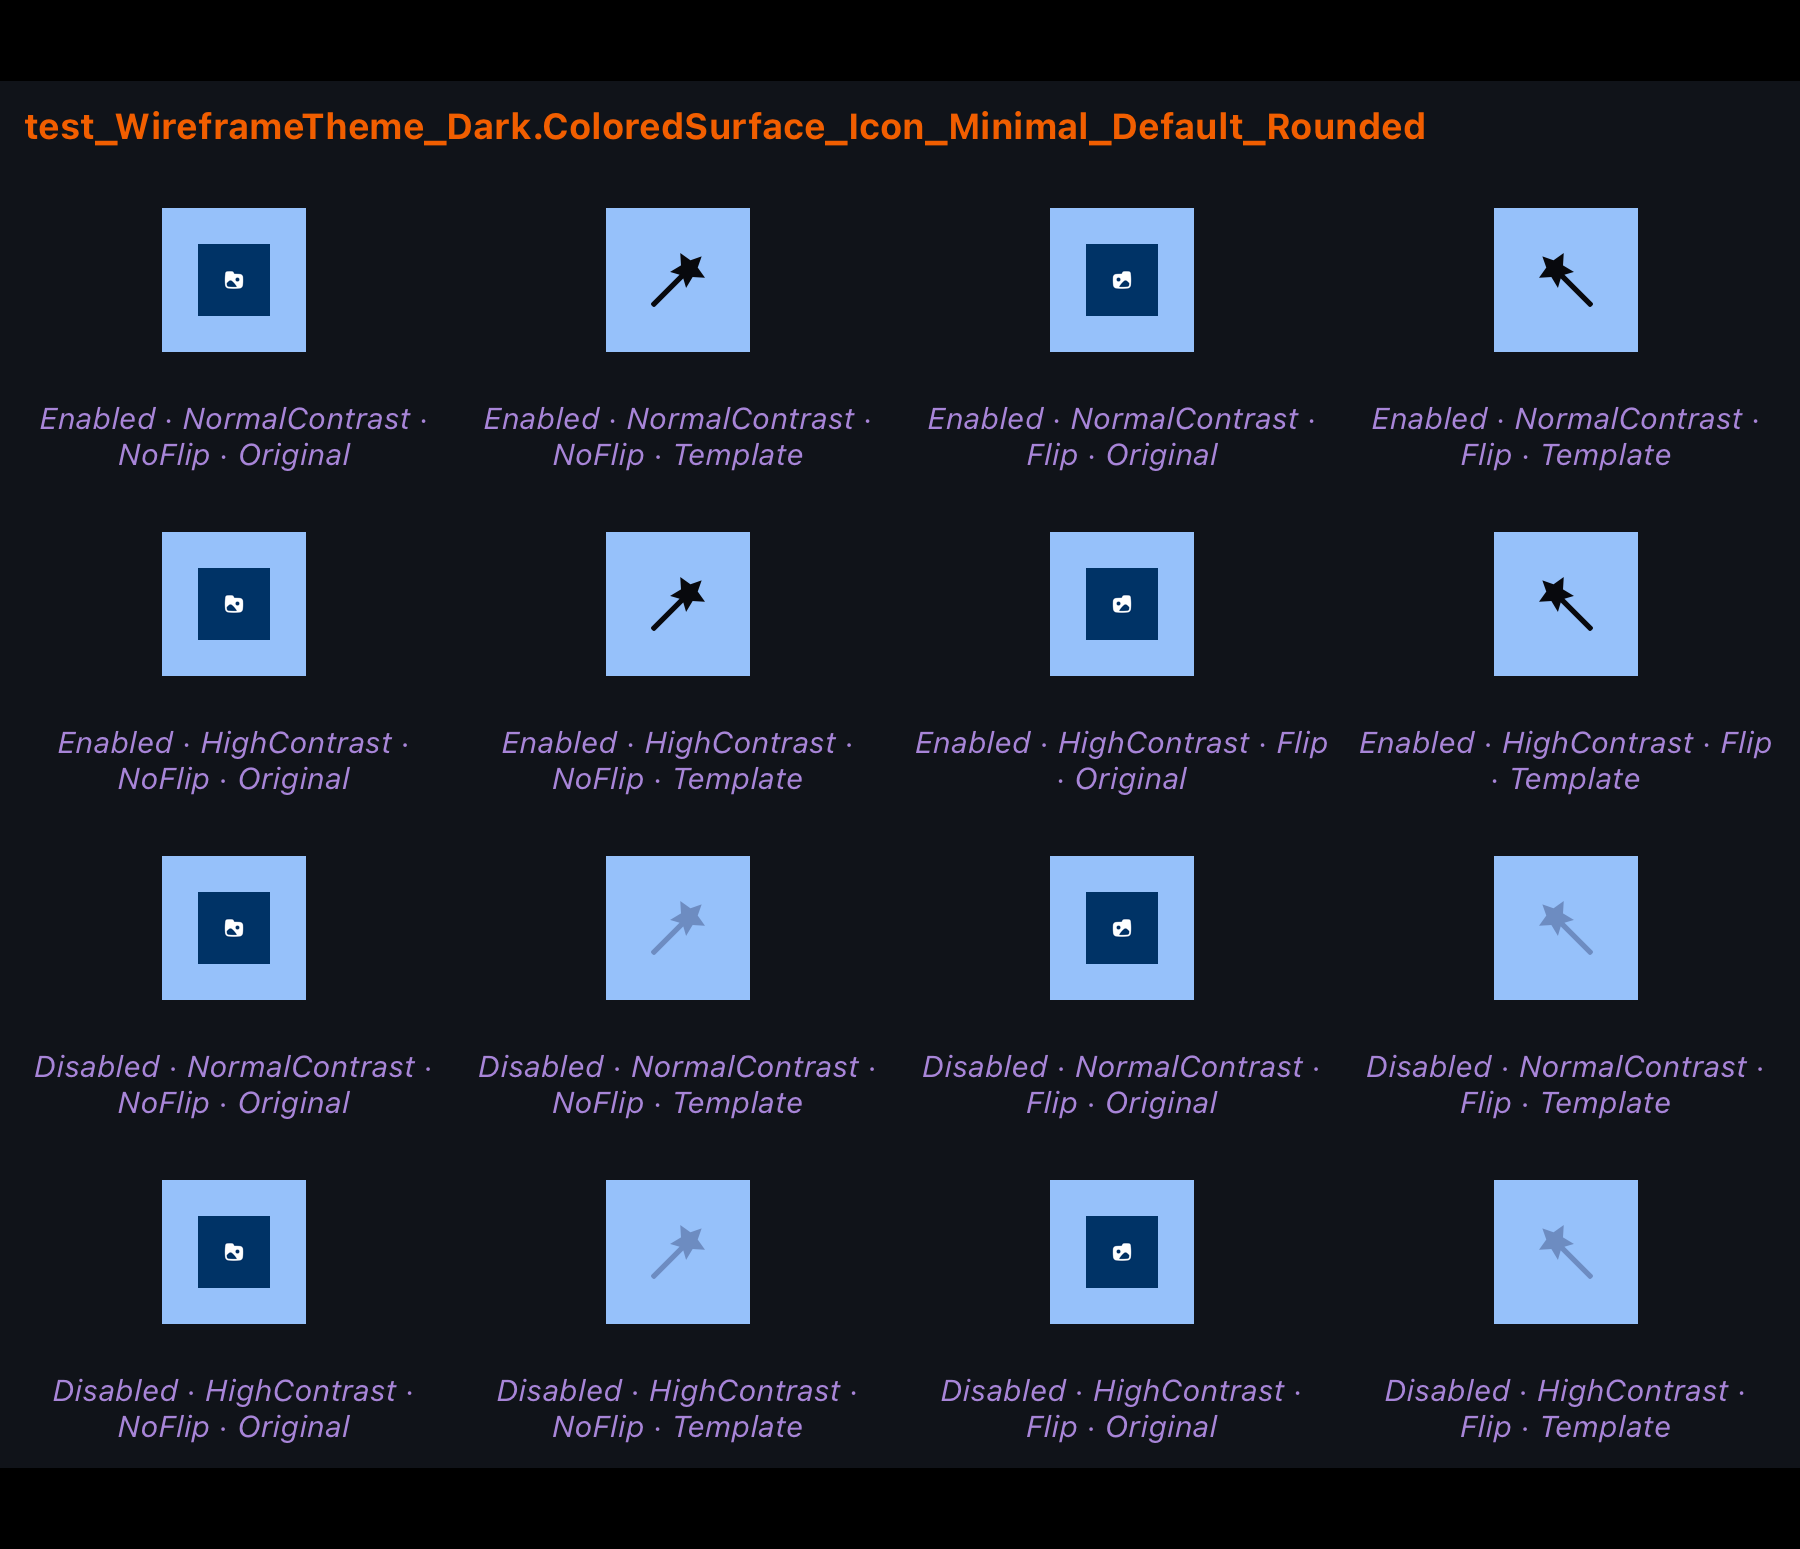 test_WireframeTheme_Dark.ColoredSurface_Icon_Minimal_Default_Rounded
Enabled · NormalContrast ·
NoFlip · Original
Enabled · NormalContrast ·
NoFlip · Template
Enabled · NormalContrast ·
Flip · Original
Enabled · NormalContrast ·
Flip · Template
Enabled · HighContrast ·
NoFlip · Original
Enabled · HighContrast ·
NoFlip · Template
Enabled · HighContrast · Flip
· Original
Enabled · HighContrast · Flip
· Template
Disabled · NormalContrast ·
NoFlip · Original
Disabled · NormalContrast ·
NoFlip · Template
Disabled · NormalContrast ·
Flip · Original
Disabled · NormalContrast ·
Flip · Template
Disabled · HighContrast ·
NoFlip · Original
Disabled · HighContrast ·
NoFlip · Template
Disabled · HighContrast ·
Flip · Original
Disabled · HighContrast ·
Flip · Template